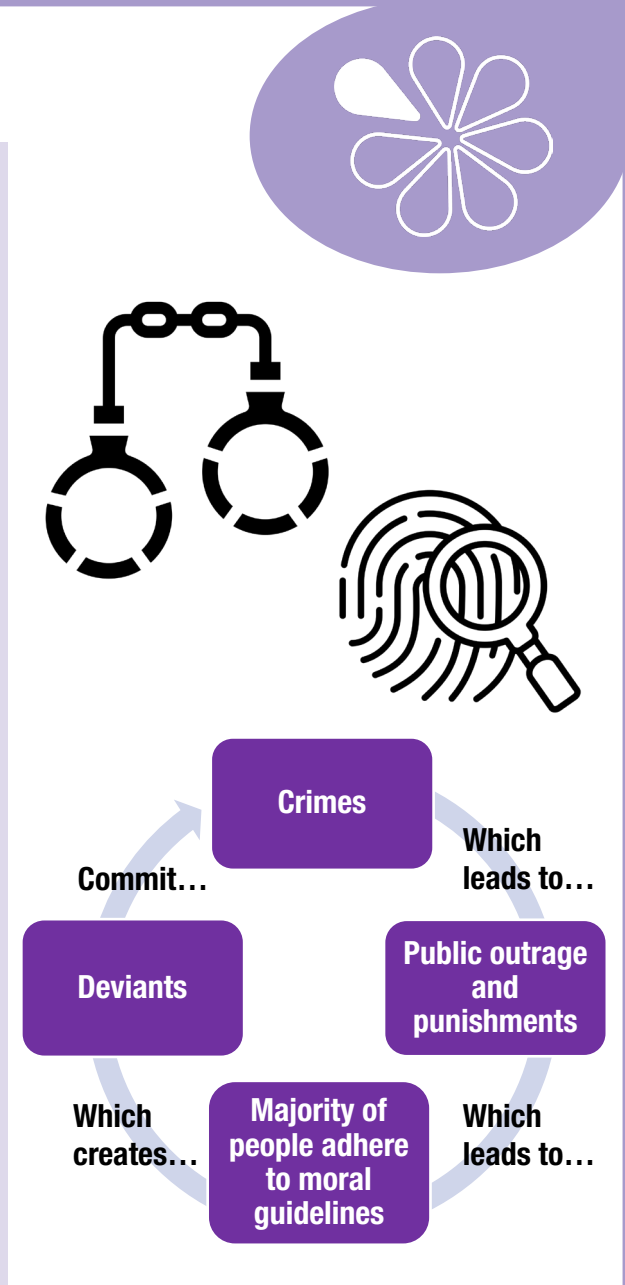 Crimes
Which
leads to…
Commit…
Public outrage
and
punishments
Deviants
Majority of
people adhere
to moral
guidelines
Which
leads to…
Which
creates…